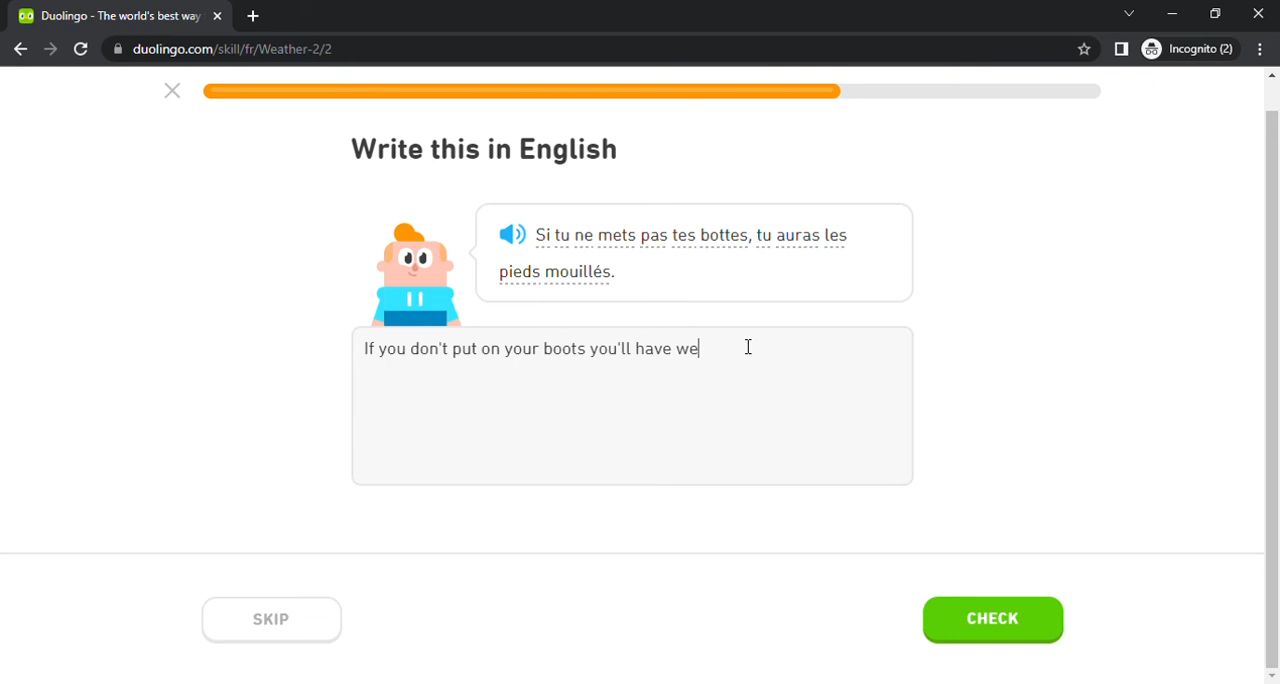 Duolingo - The world's best way
duolingo.com/skill/fr/Weather-2/2
Incognito (2)
Write this in English
Si tu ne mets pas tes bottes, tu auras les
pieds mouillés.
If you don't put on your boots you'll have we
SKIP
CHECK